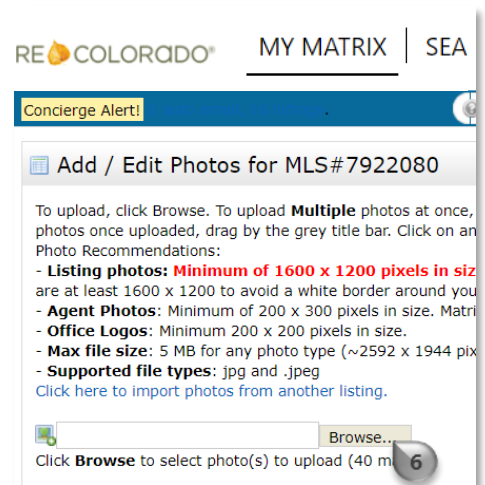 RE COLORADO®
MY MATRIX
SEA
Concierge Alert!
Add / Edit Photos for MLS#7922080
To upload, click Browse. To upload Multiple photos at once,
photos once uploaded, drag by the grey title bar. Click on an
Photo Recommendations:
- Listing photos: Minimum of 1600 x 1200 pixels in siz
are at least 1600 x 1200 to avoid a white border around you
- Agent Photos: Minimum of 200 x 300 pixels in size. Matri
- Office Logos: Minimum 200 x 200 pixels in size.
- Max file size: 5 MB for any photo type (~2592 x 1944 pix
- Supported file types: jpg and .jpeg
Click here to import photos from another listing.
Browse...
Click Browse to select photo(s) to upload (40 m
6